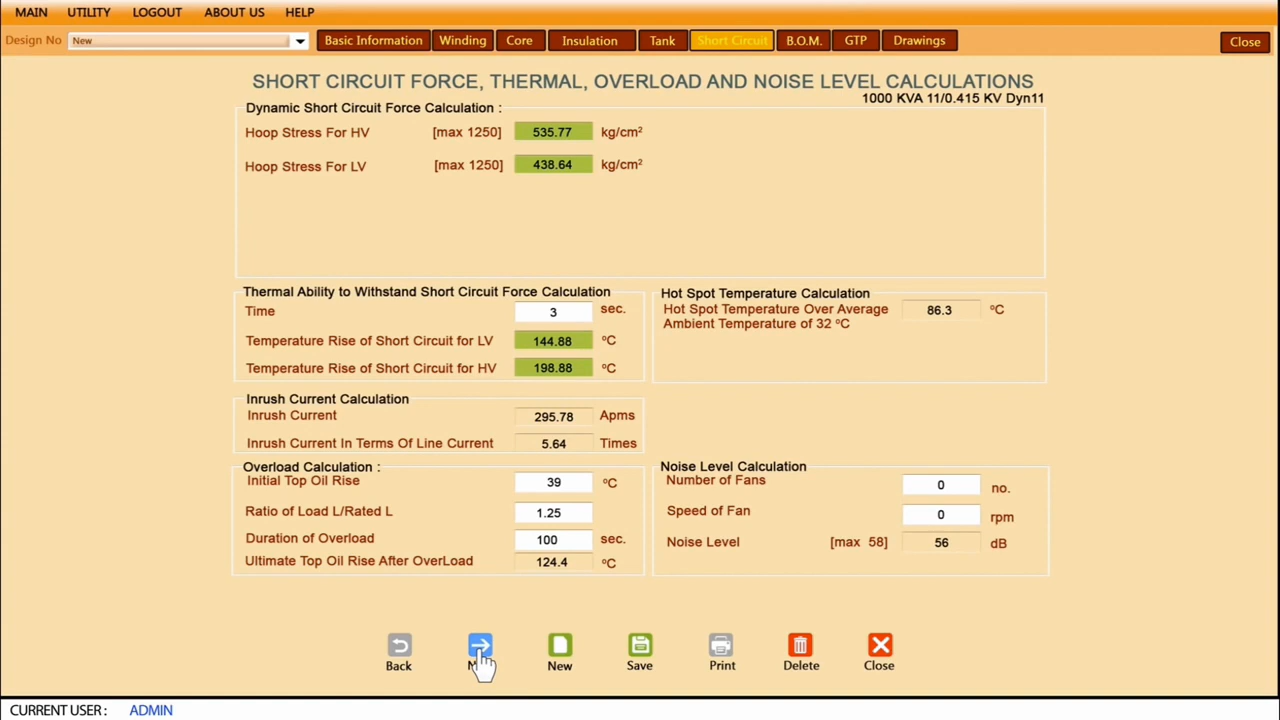 MAIN UTILITY LOGOUT ABOUT US HELP
Design No New Basic Information Winding Core Insulation Tank Short Circuit B.O.M. GTP Drawings Close
SHORT CIRCUIT FORCE, THERMAL, OVERLOAD AND NOISE LEVEL CALCULATIONS
1000 KVA 11/0.415 KV Dyn11
Dynamic Short Circuit Force Calculation :
Hoop Stress For HV [max 1250] 535.77 kg/cm²
Hoop Stress For LV [max 1250] 438.64 kg/cm²
Thermal Ability to Withstand Short Circuit Force Calculation
Time 3 sec.
Temperature Rise of Short Circuit for LV 144.88 ºC
Temperature Rise of Short Circuit for HV 198.88 ºC
Hot Spot Temperature Calculation
Hot Spot Temperature Over Average 86.3 ºC
Ambient Temperature of 32 ºC
Inrush Current Calculation
Inrush Current 295.78 Apms
Inrush Current In Terms Of Line Current 5.64 Times
Overload Calculation :
Initial Top Oil Rise 39 ºC
Ratio of Load L/Rated L 1.25
Duration of Overload 100 sec.
Ultimate Top Oil Rise After OverLoad 124.4 ºC
Noise Level Calculation
Number of Fans 0 no.
Speed of Fan 0 rpm
Noise Level [max 58] 56 dB
Back New Save Print Delete Close
CURRENT USER : ADMIN